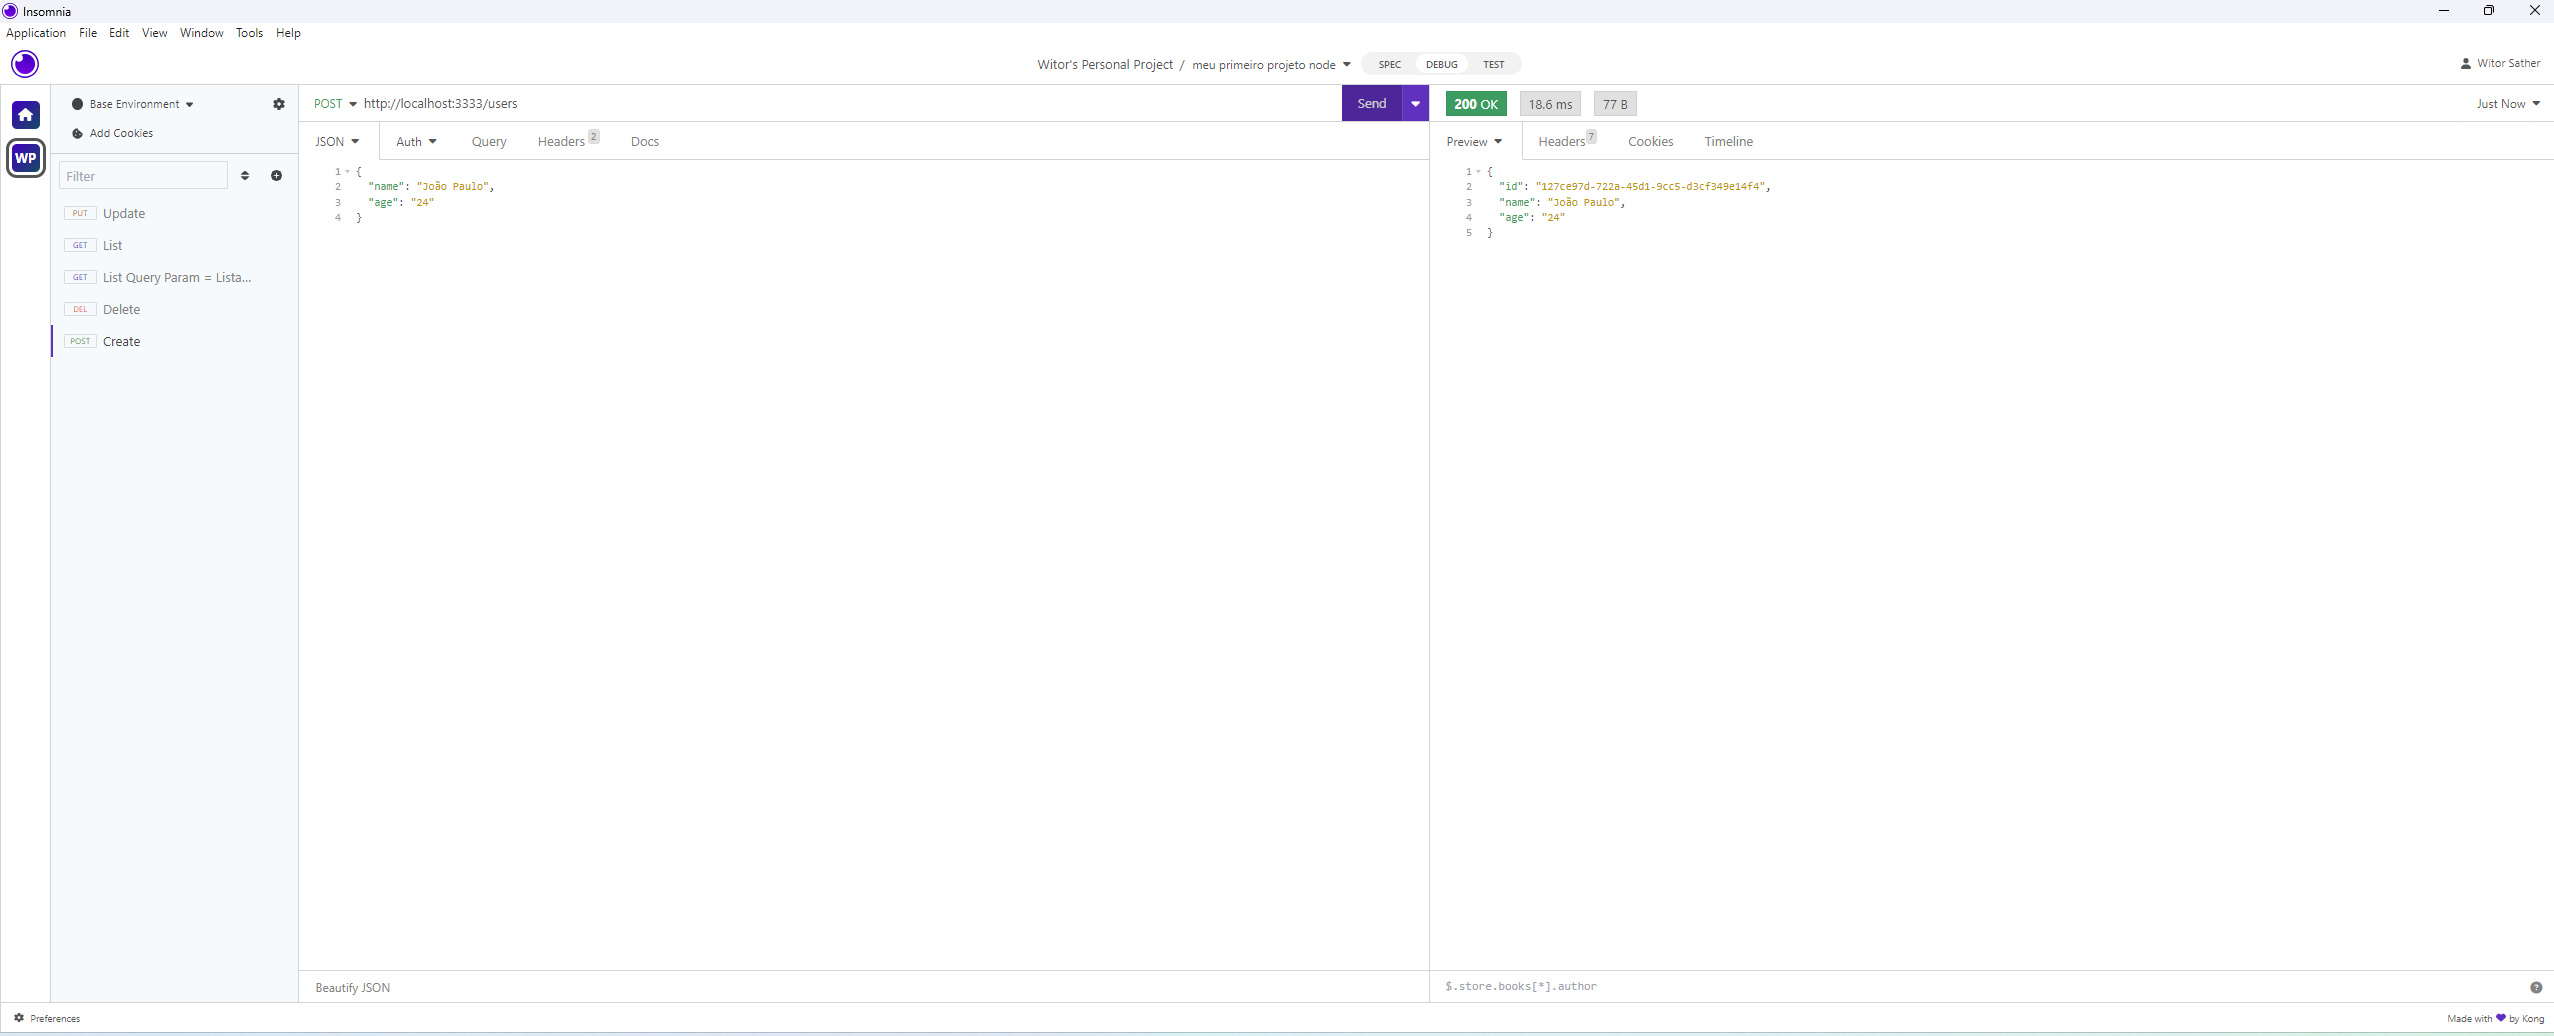 Insomnia
Application File Edit View Window Tools Help
Witor's Personal Project / meu primeiro projeto node SPEC DEBUG TEST
Witor Sather
WP
Base Environment
Add Cookies
Filter
PUT Update
GET List
GET List Query Param = Lista...
DEL Delete
POST Create
POST http://localhost:3333/users Send
JSON Auth Query Headers 2 Docs
1 {
2 "name": "João Paulo",
3 "age": "24"
4 }
Beautify JSON
200 OK 18.6 ms 77 B Just Now
Preview Headers 7 Cookies Timeline
1 {
2 "id": "127ce97d-722a-45d1-9cc5-d3cf349e14f4",
3 "name": "João Paulo",
4 "age": "24"
5 }
$.store.books[*].author ?
Preferences
Made with 💜 by Kong